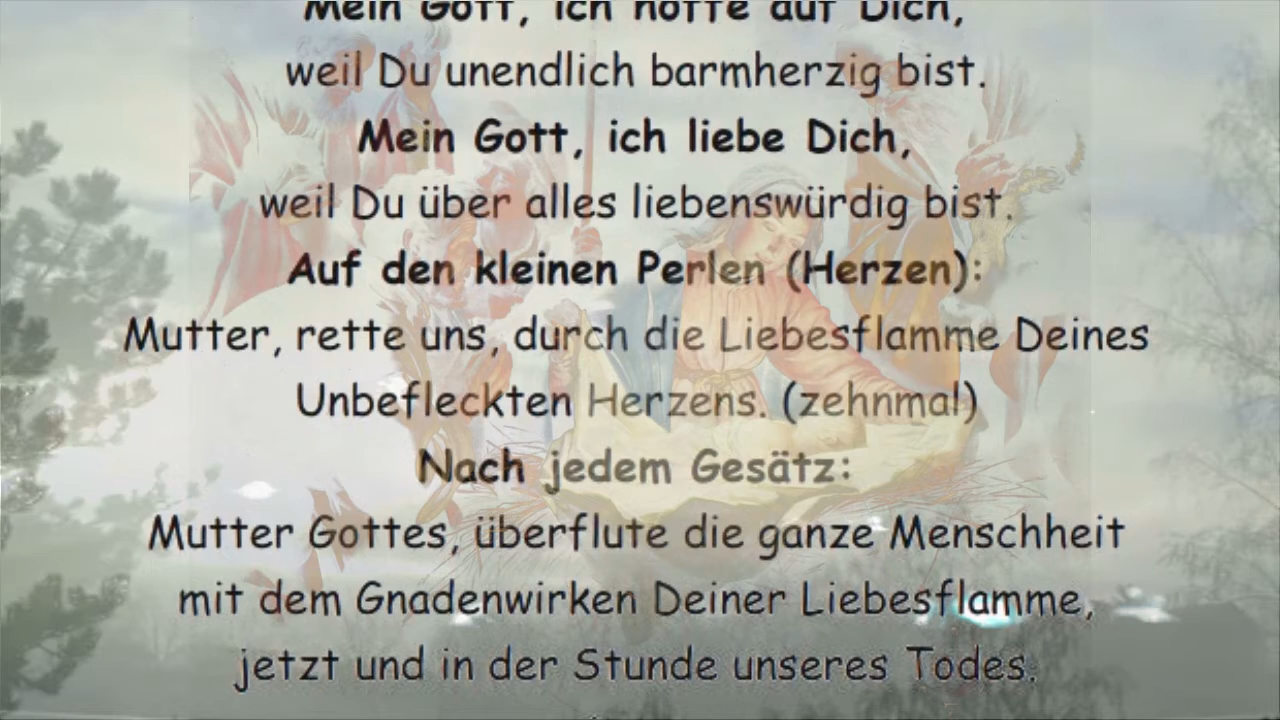 Mein Gott, ich hoffe auf Dich,
weil Du unendlich barmherzig bist.
Mein Gott, ich liebe Dich,
weil Du über alles liebenswürdig bist.
Auf den kleinen Perlen (Herzen):
Mutter, rette uns, durch die Liebesflamme Deines
Unbefleckten Herzens. (zehnmal)
Nach jedem Gesätz:
Mutter Gottes, überflute die ganze Menschheit
mit dem Gnadenwirken Deiner Liebesflamme,
jetzt und in der Stunde unseres Todes.